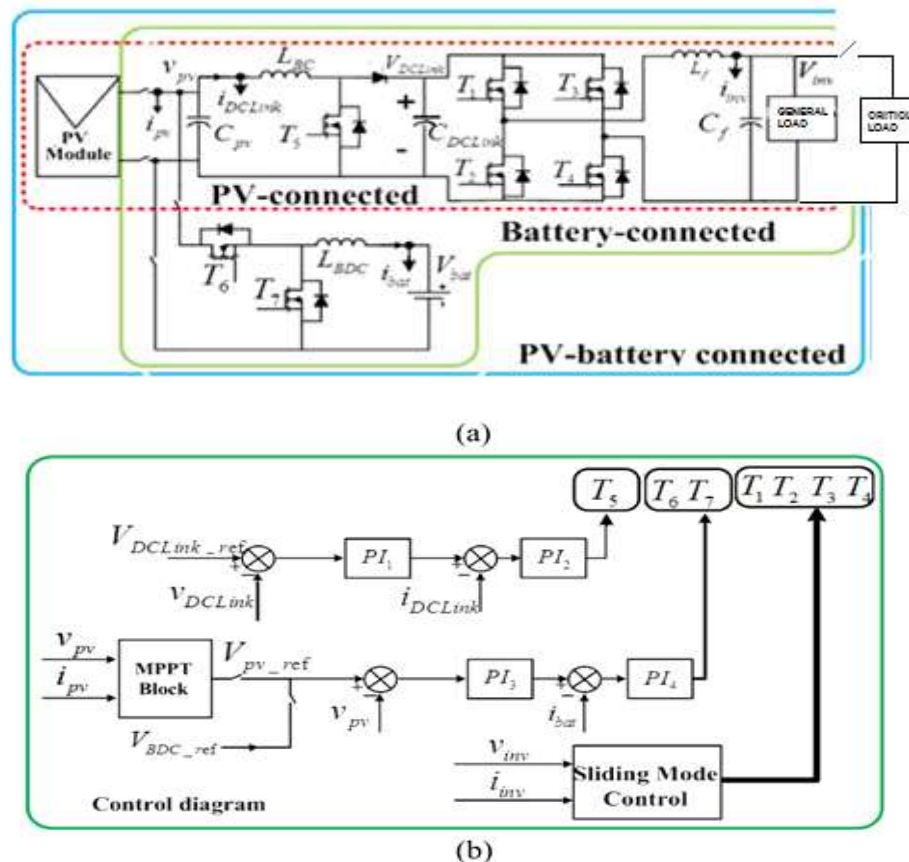 v_pv L_BC V_DCLink
i_DCLink
i_pv C_pv T_5
+
-
C_DCLink
T_1 T_3
T_2 T_4
L_f i_inv V_inv
C_f
PV
Module
GENERAL
LOAD
CRITICAL
LOAD
PV-connected
Battery-connected
T_6 T_7 L_BDC i_bat V_bat
+
PV-battery connected
(a)
T_5 T_6 T_7 T_1 T_2 T_3 T_4
V_DCLink_ref + - PI_1 + - PI_2
v_DCLink i_DCLink
v_pv
i_pv
MPPT
Block
V_pv_ref + - PI_3 + - PI_4
v_pv i_bat
V_BDC_ref
v_inv
i_inv
Sliding Mode
Control
Control diagram
(b)